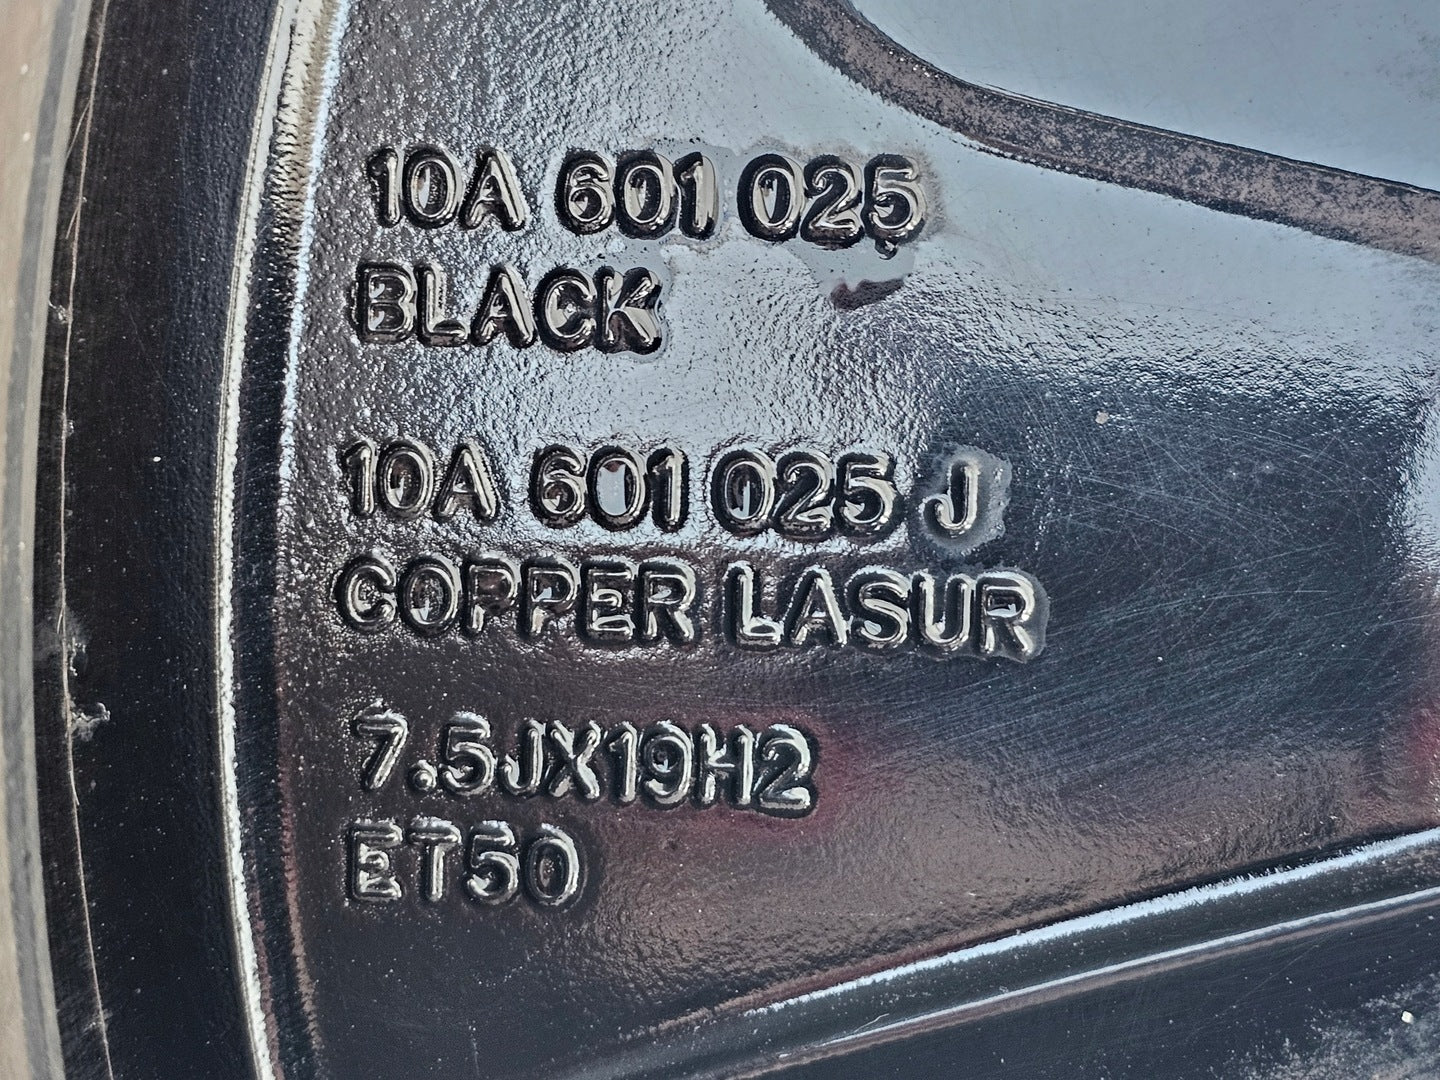 10A 601 025
BLACK
10A 601 025 J
COPPER LASUR
7.5JX19H2
ET50